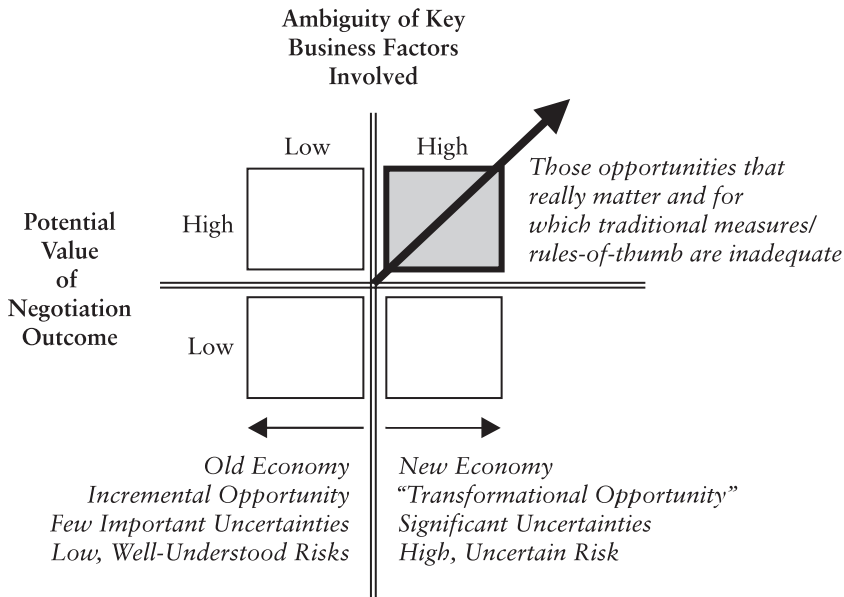 Ambiguity of Key
Business Factors
Involved
Low
High
Those opportunities that
really matter and for
which traditional measures/
rules-of-thumb are inadequate
Potential
Value
of
Negotiation
Outcome
High
Low
Old Economy
Incremental Opportunity
Few Important Uncertainties
Low, Well-Understood Risks
New Economy
“Transformational Opportunity”
Significant Uncertainties
High, Uncertain Risk